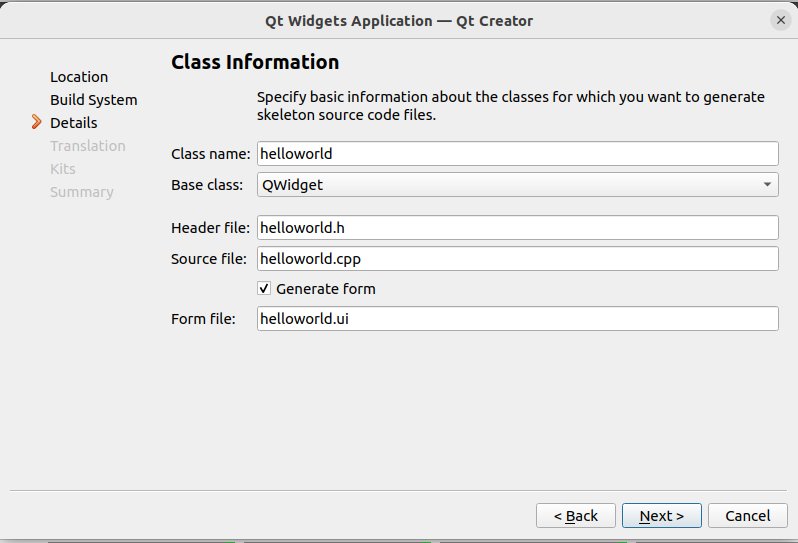 Qt Widgets Application — Qt Creator
Location
Build System
Details
Translation
Kits
Summary
Class Information
Specify basic information about the classes for which you want to generate
skeleton source code files.
Class name: helloworld
Base class: QWidget
Header file: helloworld.h
Source file: helloworld.cpp
Generate form
Form file: helloworld.ui
< Back Next > Cancel